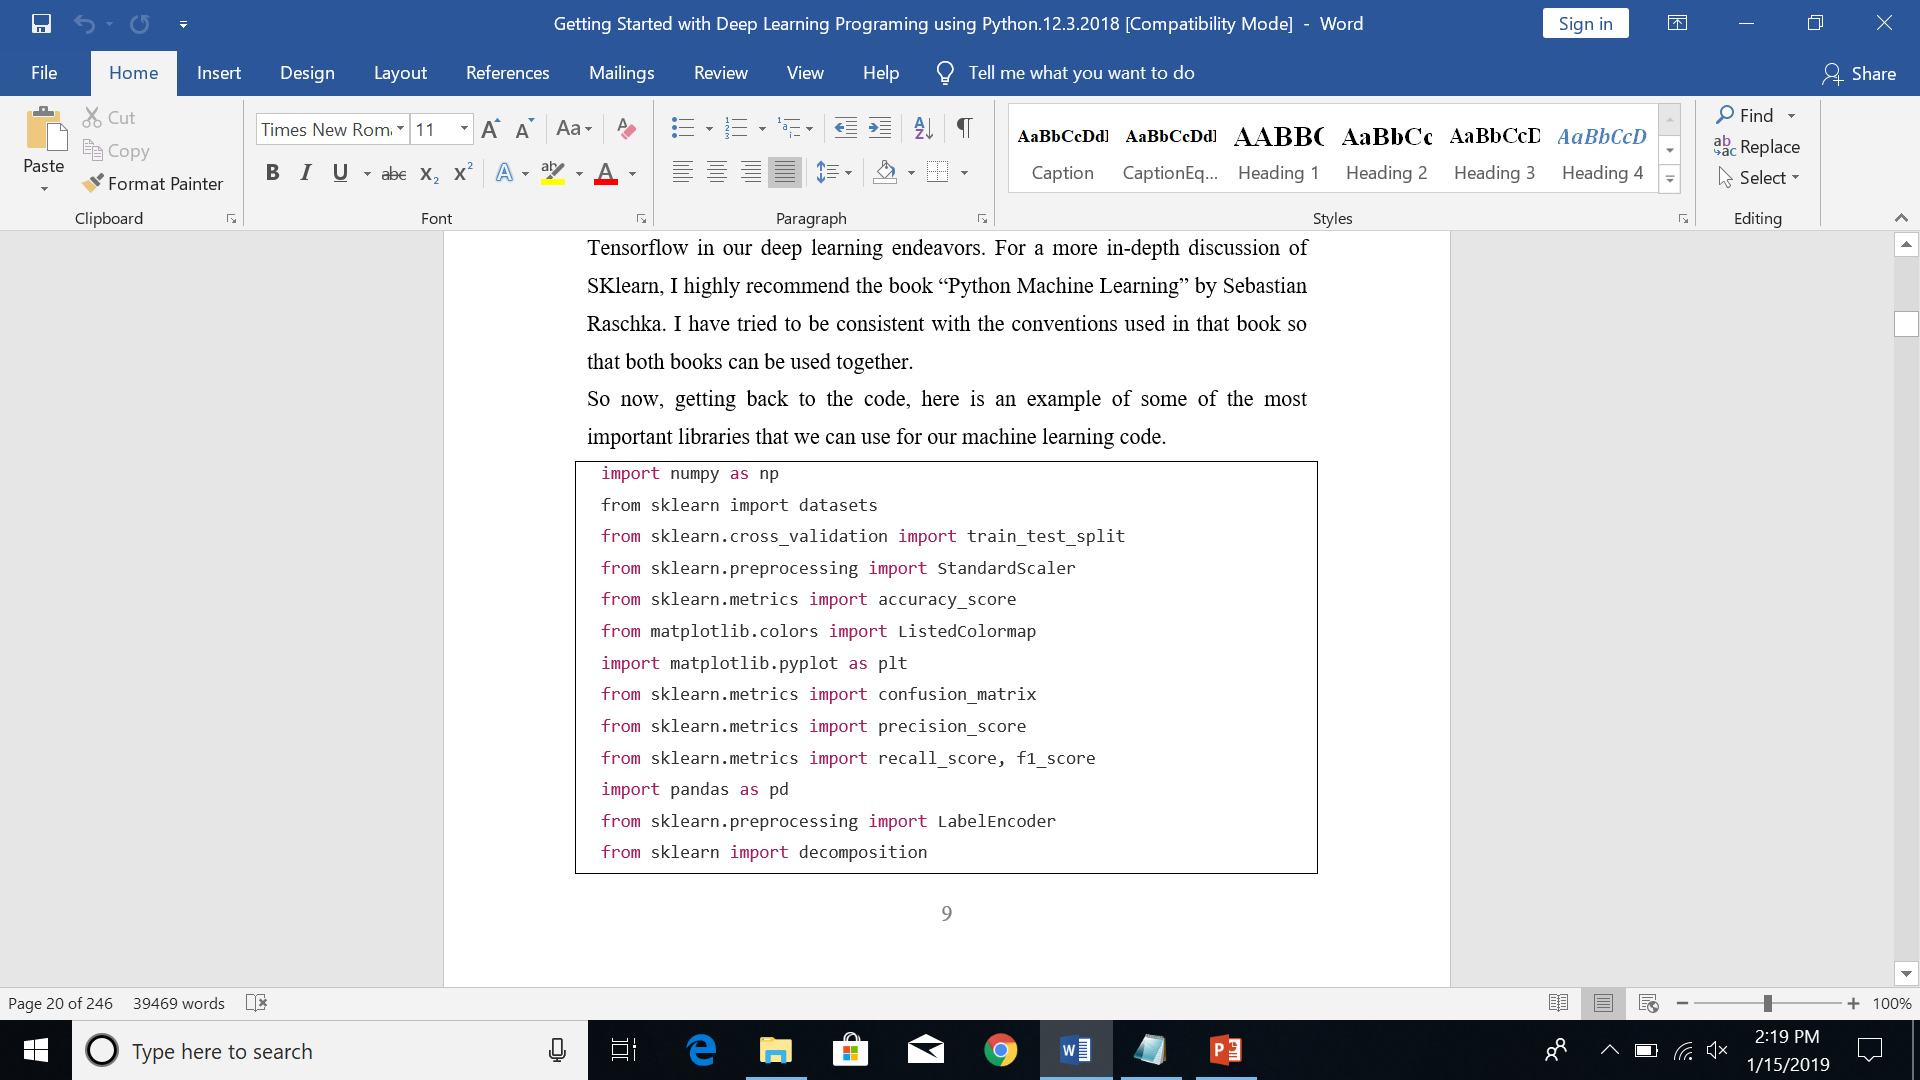 Getting Started with Deep Learning Programing using Python.12.3.2018 [Compatibility Mode] - Word
Sign in
File Home Insert Design Layout References Mailings Review View Help Tell me what you want to do Share
Paste
Cut
Copy
Format Painter
Clipboard
Times New Rom 11
Font
Paragraph
AaBbCcDdI AaBbCcDdI AABBC AaBbCc AaBbCcD AaBbCcD
Caption CaptionEq... Heading 1 Heading 2 Heading 3 Heading 4
Styles
Find
Replace
Select
Editing
Tensorflow in our deep learning endeavors. For a more in-depth discussion of
SKlearn, I highly recommend the book “Python Machine Learning” by Sebastian
Raschka. I have tried to be consistent with the conventions used in that book so
that both books can be used together.
So now, getting back to the code, here is an example of some of the most
important libraries that we can use for our machine learning code.
import numpy as np
from sklearn import datasets
from sklearn.cross_validation import train_test_split
from sklearn.preprocessing import StandardScaler
from sklearn.metrics import accuracy_score
from matplotlib.colors import ListedColormap
import matplotlib.pyplot as plt
from sklearn.metrics import confusion_matrix
from sklearn.metrics import precision_score
from sklearn.metrics import recall_score, f1_score
import pandas as pd
from sklearn.preprocessing import LabelEncoder
from sklearn import decomposition
9
Page 20 of 246 39469 words
100%
Type here to search
2:19 PM
1/15/2019